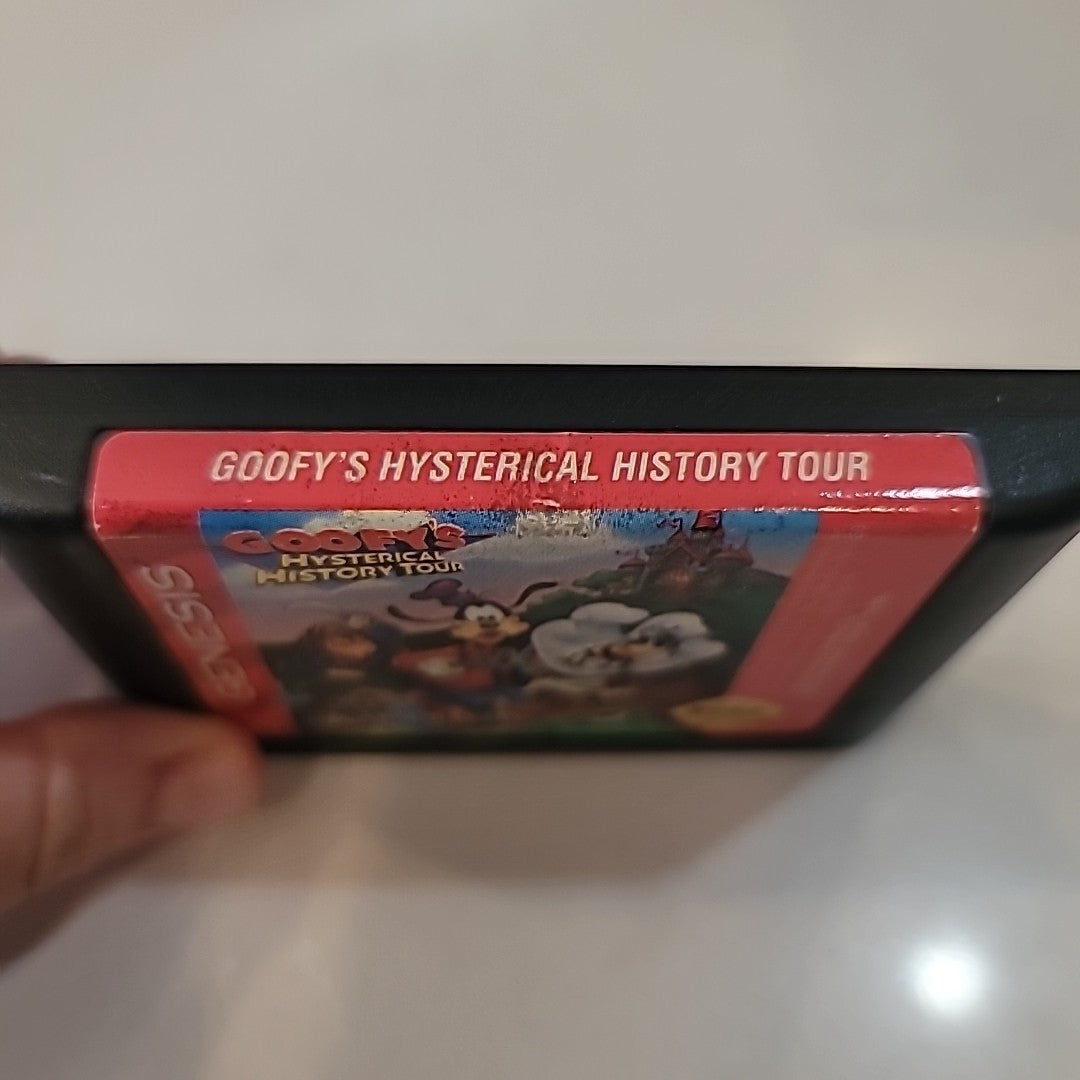 GOOFY'S HYSTERICAL HISTORY TOUR
GOOFY'S
HYSTERICAL
HISTORY TOUR
GENESIS